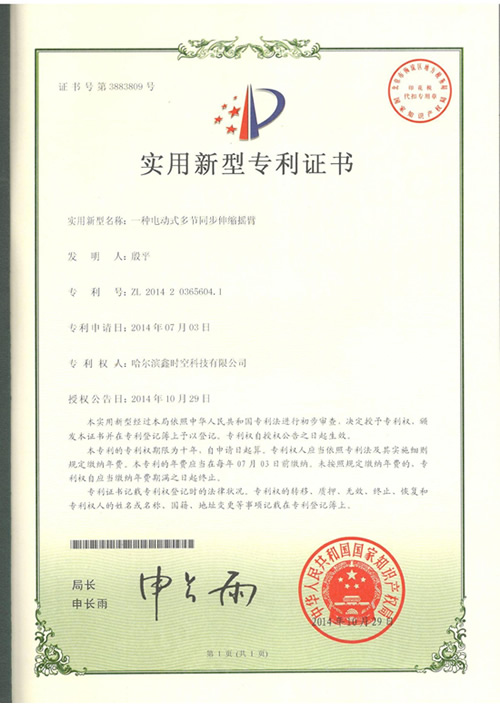 证书号第3883809号
印花税
代扣专用章
国家知识产权局
实用新型专利证书
实用新型名称：一种电动式多节同步伸缩摇臂
发明人：殷平
专利号：ZL 2014 2 0365604.1
专利申请日：2014年07月03日
专利权人：哈尔滨鑫时空科技有限公司
授权公告日：2014年10月29日
本实用新型经过本局依照中华人民共和国专利法进行初步审查，决定授予专利权，颁
发本证书并在专利登记簿上予以登记。专利权自授权公告之日起生效。
本专利的专利权期限为十年，自申请日起算。专利权人应当依照专利法及其实施细则
规定缴纳年费。本专利的年费应当在每年07月03日前缴纳。未按照规定缴纳年费的，专
利权自应当缴纳年费期满之日起终止。
专利证书记载专利权登记时的法律状况。专利权的转移、质押、无效、终止、恢复和
专利权人的姓名或名称、国籍、地址变更等事项记载在专利登记簿上。
局长
申长雨
申长雨
中华人民共和国国家知识产权局
2014年10月29日
第1页(共1页)